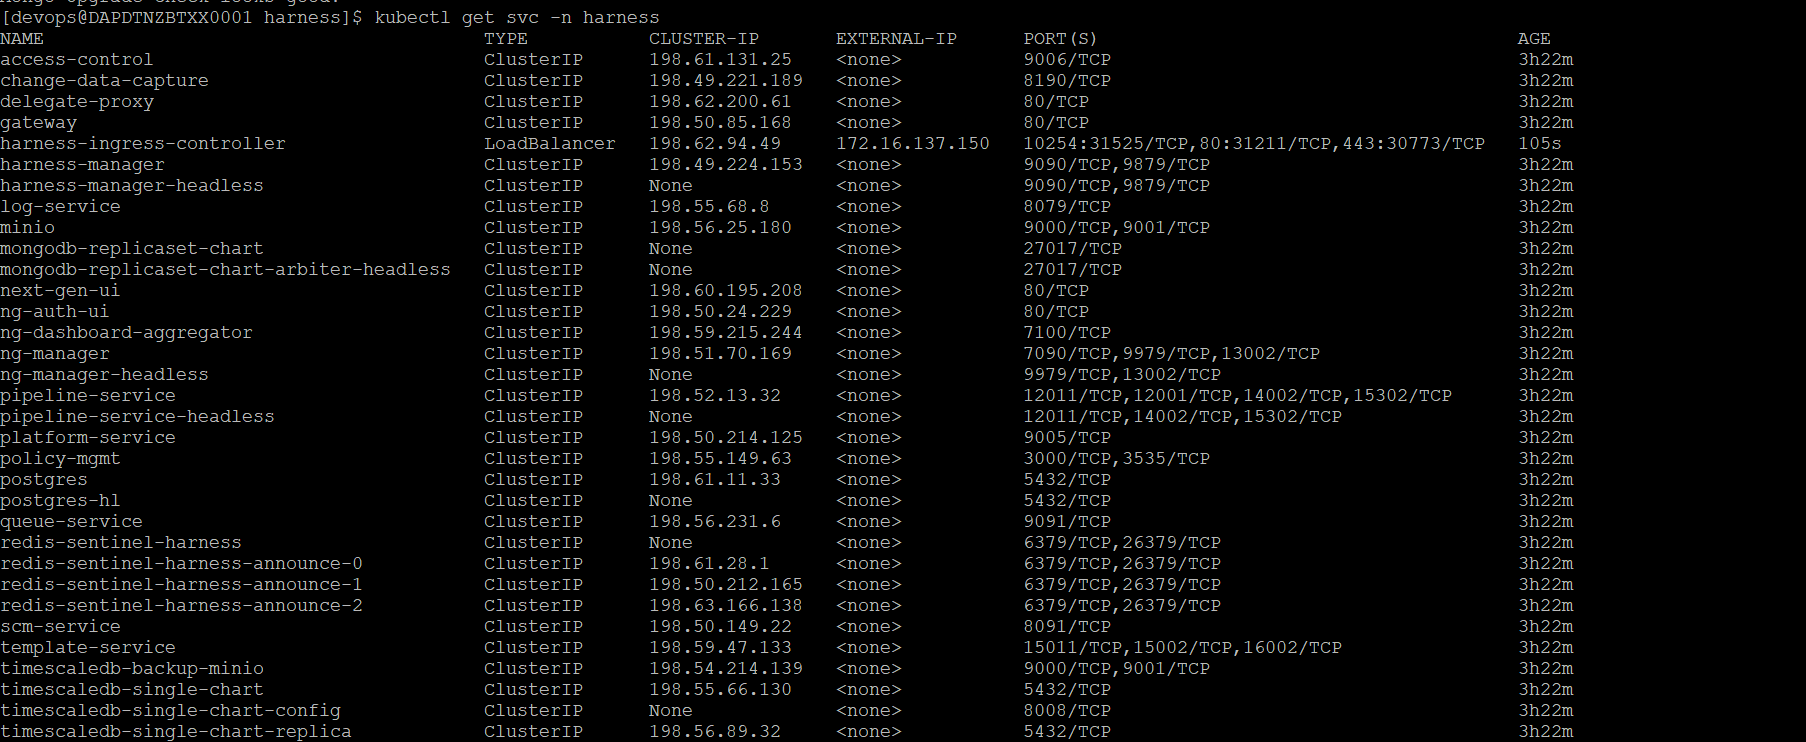 [devops@DAPDTNZBTXX0001 harness]$ kubectl get svc -n harness
NAME TYPE CLUSTER-IP EXTERNAL-IP PORT(S) AGE
access-control ClusterIP 198.61.131.25 <none> 9006/TCP 3h22m
change-data-capture ClusterIP 198.49.221.189 <none> 8190/TCP 3h22m
delegate-proxy ClusterIP 198.62.200.61 <none> 80/TCP 3h22m
gateway ClusterIP 198.50.85.168 <none> 80/TCP 3h22m
harness-ingress-controller LoadBalancer 198.62.94.49 172.16.137.150 10254:31525/TCP,80:31211/TCP,443:30773/TCP 105s
harness-manager ClusterIP 198.49.224.153 <none> 9090/TCP,9879/TCP 3h22m
harness-manager-headless ClusterIP None <none> 9090/TCP,9879/TCP 3h22m
log-service ClusterIP 198.55.68.8 <none> 8079/TCP 3h22m
minio ClusterIP 198.56.25.180 <none> 9000/TCP,9001/TCP 3h22m
mongodb-replicaset-chart ClusterIP None <none> 27017/TCP 3h22m
mongodb-replicaset-chart-arbiter-headless ClusterIP None <none> 27017/TCP 3h22m
next-gen-ui ClusterIP 198.60.195.208 <none> 80/TCP 3h22m
ng-auth-ui ClusterIP 198.50.24.229 <none> 80/TCP 3h22m
ng-dashboard-aggregator ClusterIP 198.59.215.244 <none> 7100/TCP 3h22m
ng-manager ClusterIP 198.51.70.169 <none> 7090/TCP,9979/TCP,13002/TCP 3h22m
ng-manager-headless ClusterIP None <none> 9979/TCP,13002/TCP 3h22m
pipeline-service ClusterIP 198.52.13.32 <none> 12011/TCP,12001/TCP,14002/TCP,15302/TCP 3h22m
pipeline-service-headless ClusterIP None <none> 12011/TCP,14002/TCP,15302/TCP 3h22m
platform-service ClusterIP 198.50.214.125 <none> 9005/TCP 3h22m
policy-mgmt ClusterIP 198.55.149.63 <none> 3000/TCP,3535/TCP 3h22m
postgres ClusterIP 198.61.11.33 <none> 5432/TCP 3h22m
postgres-hl ClusterIP None <none> 5432/TCP 3h22m
queue-service ClusterIP 198.56.231.6 <none> 9091/TCP 3h22m
redis-sentinel-harness ClusterIP None <none> 6379/TCP,26379/TCP 3h22m
redis-sentinel-harness-announce-0 ClusterIP 198.61.28.1 <none> 6379/TCP,26379/TCP 3h22m
redis-sentinel-harness-announce-1 ClusterIP 198.50.212.165 <none> 6379/TCP,26379/TCP 3h22m
redis-sentinel-harness-announce-2 ClusterIP 198.63.166.138 <none> 6379/TCP,26379/TCP 3h22m
scm-service ClusterIP 198.50.149.22 <none> 8091/TCP 3h22m
template-service ClusterIP 198.59.47.133 <none> 15011/TCP,15002/TCP,16002/TCP 3h22m
timescaledb-backup-minio ClusterIP 198.54.214.139 <none> 9000/TCP,9001/TCP 3h22m
timescaledb-single-chart ClusterIP 198.55.66.130 <none> 5432/TCP 3h22m
timescaledb-single-chart-config ClusterIP None <none> 8008/TCP 3h22m
timescaledb-single-chart-replica ClusterIP 198.56.89.32 <none> 5432/TCP 3h22m